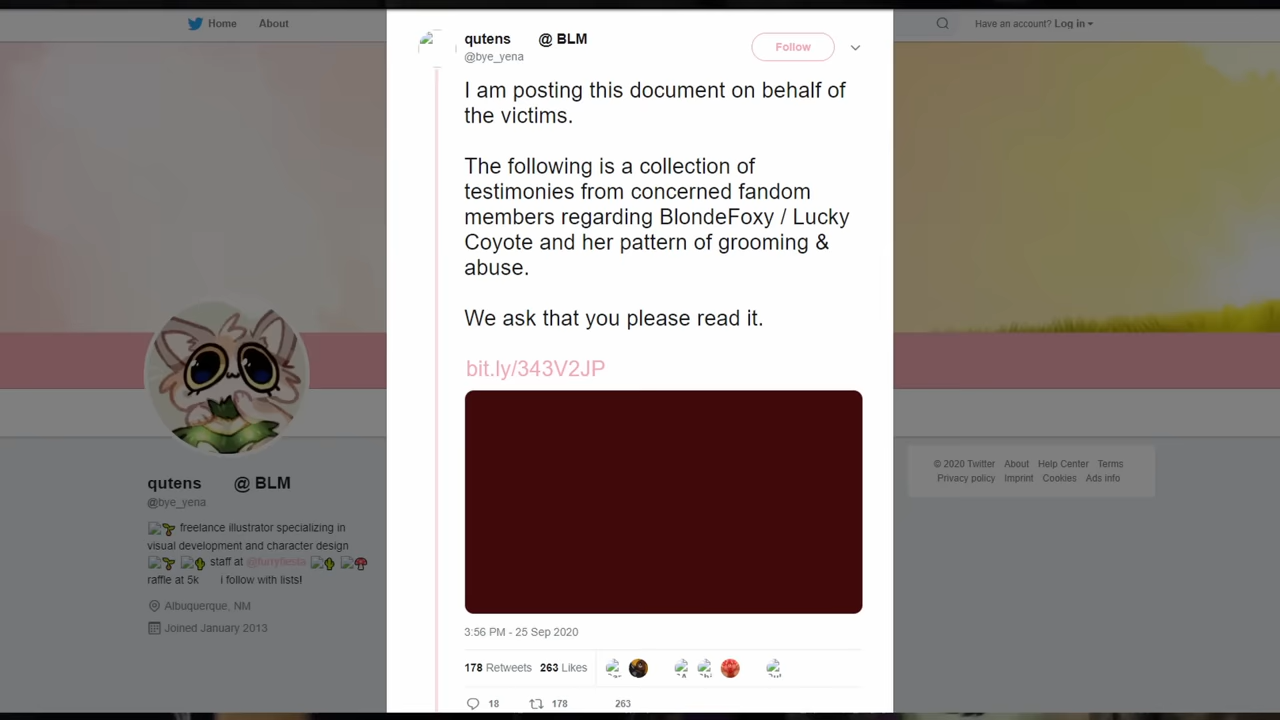 Home About
Have an account? Log in
qutens @ BLM
@bye_yena
Follow
I am posting this document on behalf of
the victims.
The following is a collection of
testimonies from concerned fandom
members regarding BlondeFoxy / Lucky
Coyote and her pattern of grooming &
abuse.
We ask that you please read it.
bit.ly/343V2JP
3:56 PM - 25 Sep 2020
178 Retweets 263 Likes
18 178 263
qutens @ BLM
@bye_yena
freelance illustrator specializing in
visual development and character design
staff at @furryfiesta
raffle at 5k i follow with lists!
Albuquerque, NM
Joined January 2013
© 2020 Twitter About Help Center Terms
Privacy policy Imprint Cookies Ads info